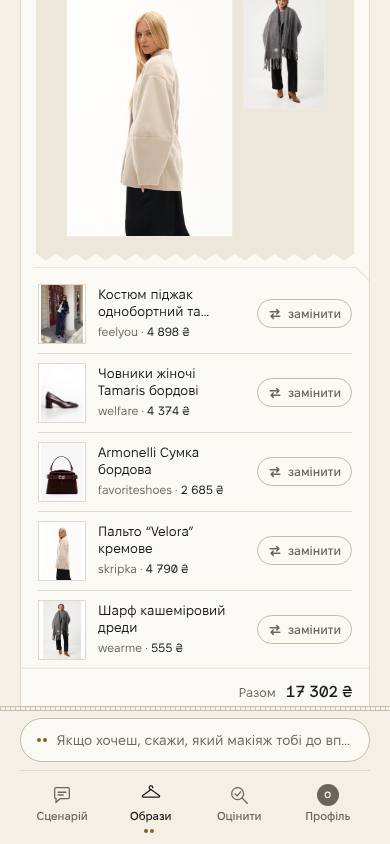 Костюм піджак
однобортний та...
feelyou · 4 898 ₴
замінити
Човники жіночі
Tamaris бордові
welfare · 4 374 ₴
замінити
Armonelli Сумка
бордова
favoriteshoes · 2 685 ₴
замінити
Пальто “Velora”
кремове
skripka · 4 790 ₴
замінити
Шарф кашеміровий
дреди
wearme · 555 ₴
замінити
Разом 17 302 ₴
Якщо хочеш, скажи, який макіяж тобі до вп...
Сценарій
Образи
Оцінити
О
Профіль